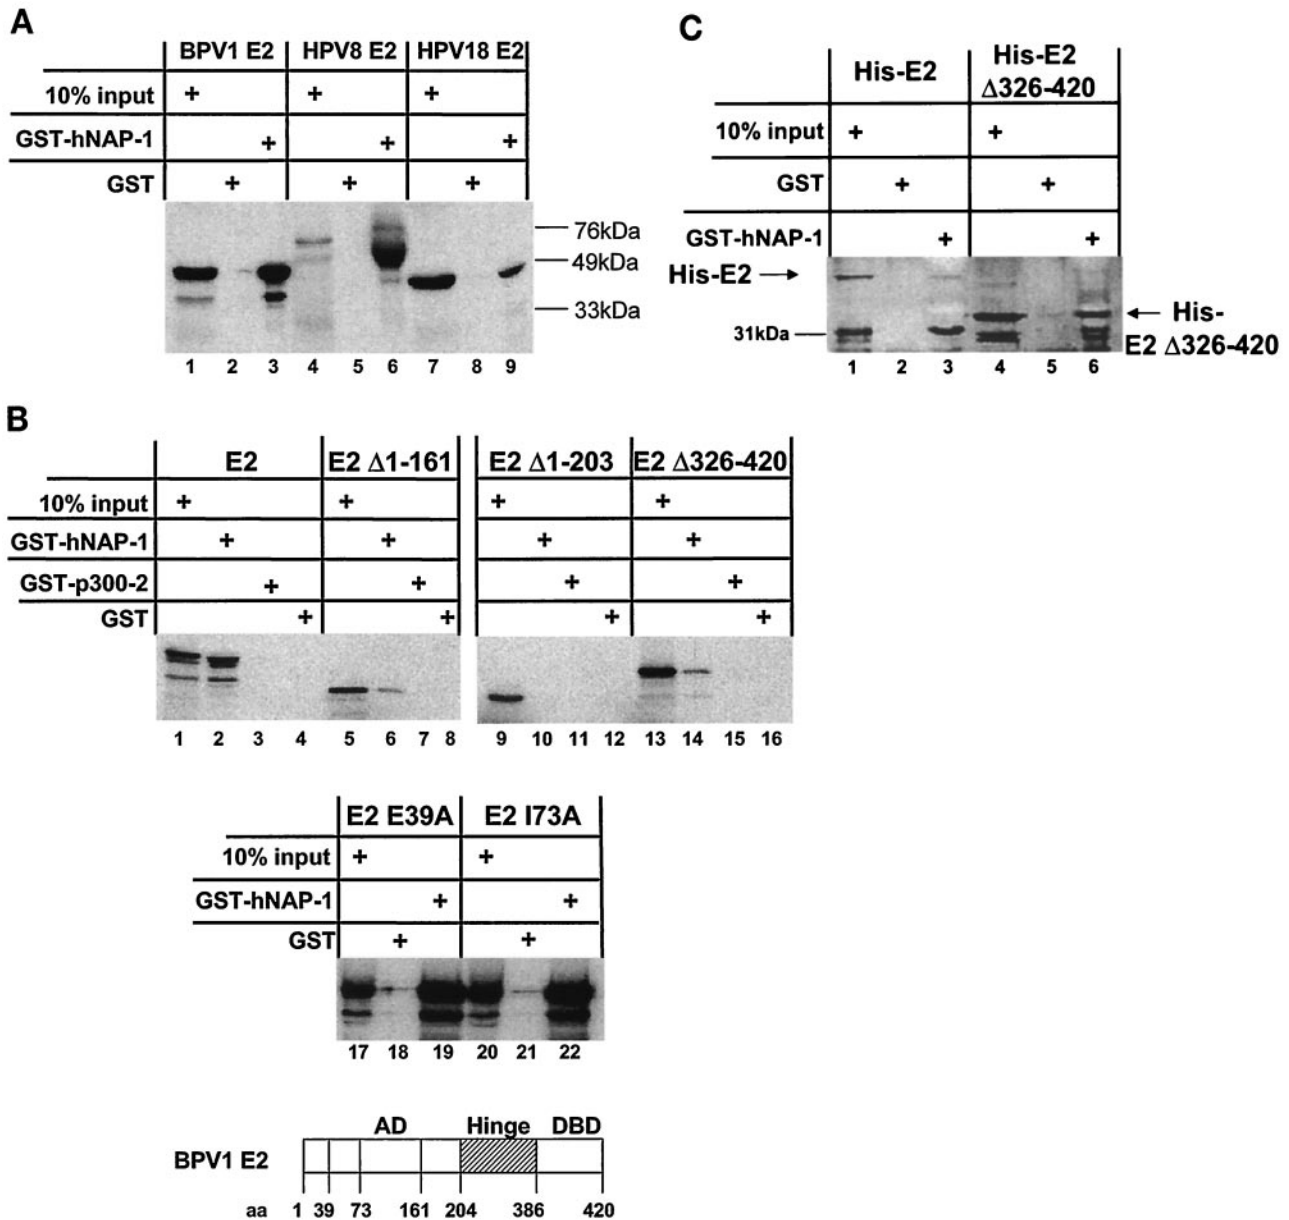 A
BPV1 E2 HPV8 E2 HPV18 E2
10% input + + +
GST-hNAP-1 + + +
GST + + +
76kDa
49kDa
33kDa
1 2 3 4 5 6 7 8 9
C
His-E2 His-E2 Δ326-420
10% input + +
GST + +
GST-hNAP-1 + +
His-E2
31kDa
His-E2 Δ326-420
1 2 3 4 5 6
B
E2 E2 Δ1-161 E2 Δ1-203 E2 Δ326-420
10% input + + + +
GST-hNAP-1 + + + +
GST-p300-2 + + + +
GST + + + +
1 2 3 4 5 6 7 8 9 10 11 12 13 14 15 16
E2 E39A E2 I73A
10% input + +
GST-hNAP-1 + +
GST + +
17 18 19 20 21 22
AD Hinge DBD
BPV1 E2
aa 1 39 73 161 204 386 420